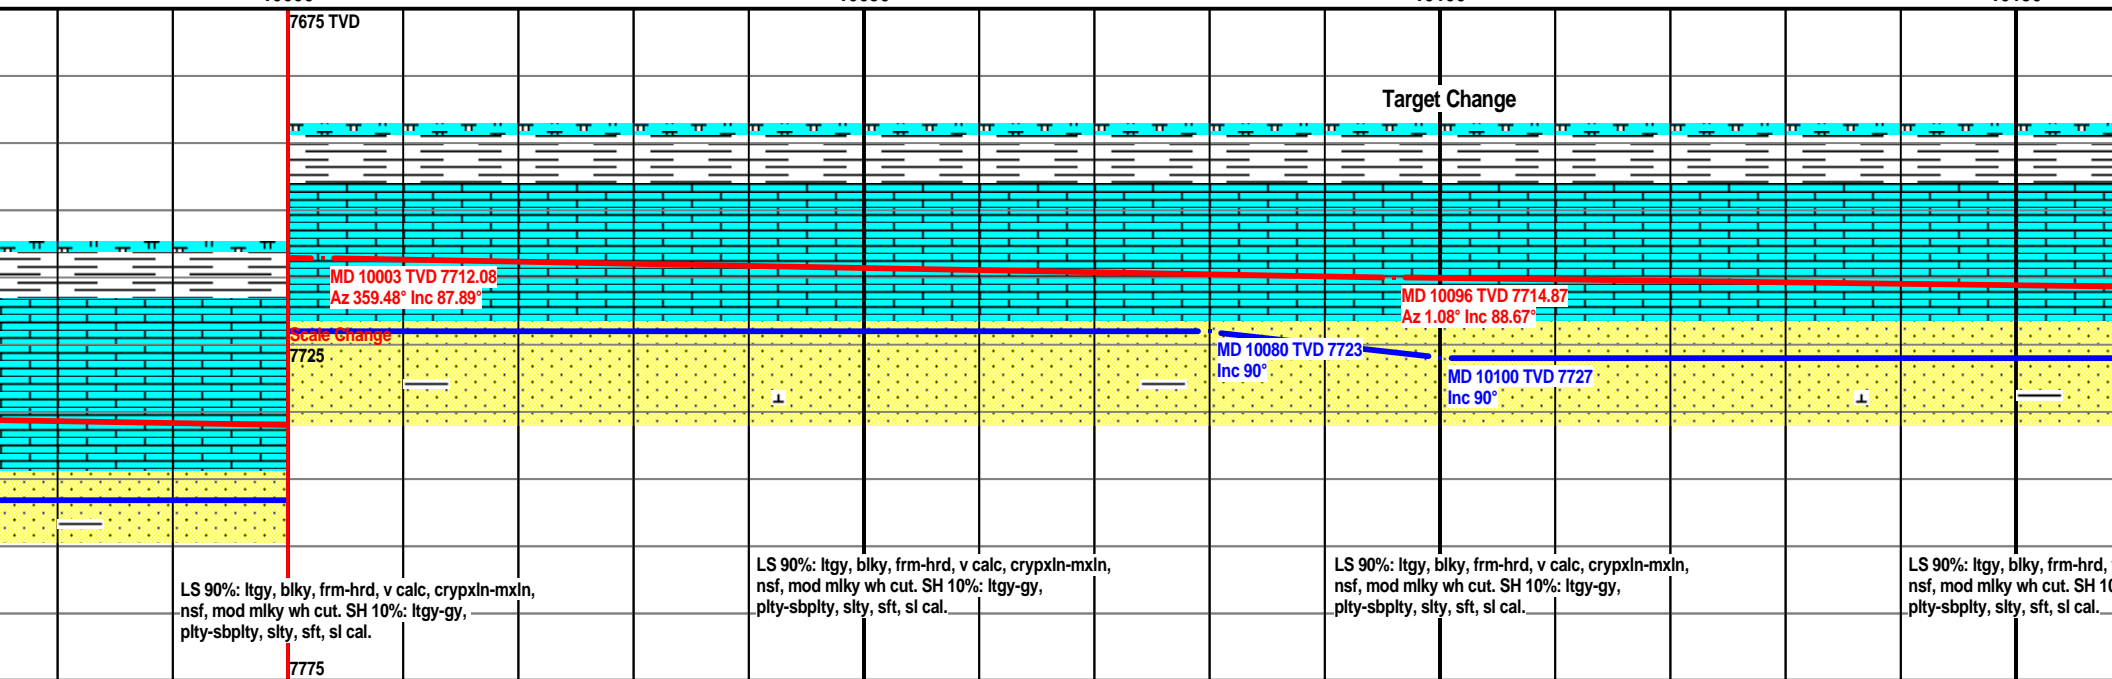 7675 TVD
Target Change
MD 10003 TVD 7712.08
Az 359.48° Inc 87.89°
MD 10096 TVD 7714.87
Az 1.08° Inc 88.67°
Scale Change
7725
MD 10080 TVD 7723
Inc 90°
MD 10100 TVD 7727
Inc 90°
LS 90%: ltgy, blky, frm-hrd, v calc, crypxln-mxln,
nsf, mod mlky wh cut. SH 10%: ltgy-gy,
plty-sbplty, slty, sft, sl cal.
LS 90%: ltgy, blky, frm-hrd, v calc, crypxln-mxln,
nsf, mod mlky wh cut. SH 10%: ltgy-gy,
plty-sbplty, slty, sft, sl cal.
LS 90%: ltgy, blky, frm-hrd, v calc, crypxln-mxln,
nsf, mod mlky wh cut. SH 10%: ltgy-gy,
plty-sbplty, slty, sft, sl cal.
LS 90%: ltgy, blky, frm-hrd,
nsf, mod mlky wh cut. SH
plty-sbplty, slty, sft, sl cal.
7775